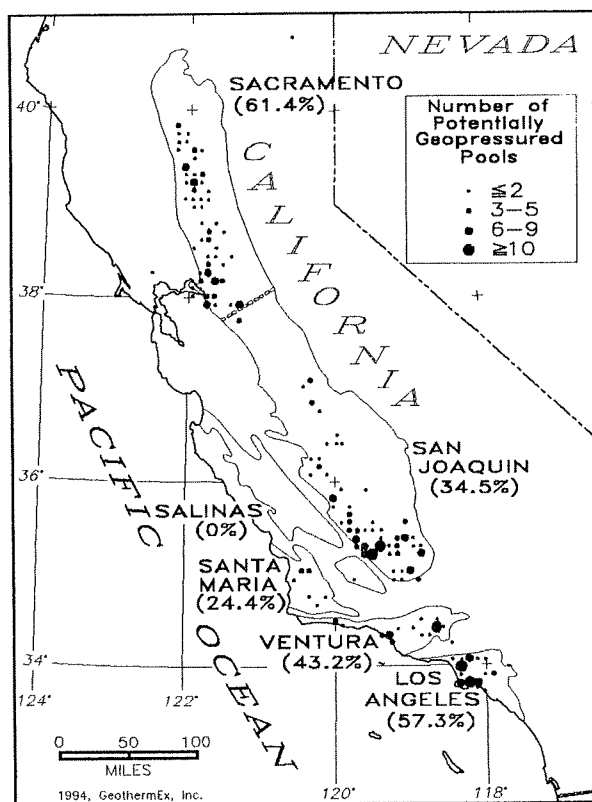 NEVADA
CALIFORNIA
PACIFIC
OCEAN
SACRAMENTO
(61.4%)
Number of
Potentially
Geopressured
Pools
≦2
3-5
6-9
≧10
SAN
JOAQUIN
(34.5%)
SALINAS
(0%)
SANTA
MARIA
(24.4%)
VENTURA
(43.2%)
LOS
ANGELES
(57.3%)
40°
38°
36°
34°
124°
122°
120°
118°
0 50 100
MILES
1994, GeothermEx, Inc.